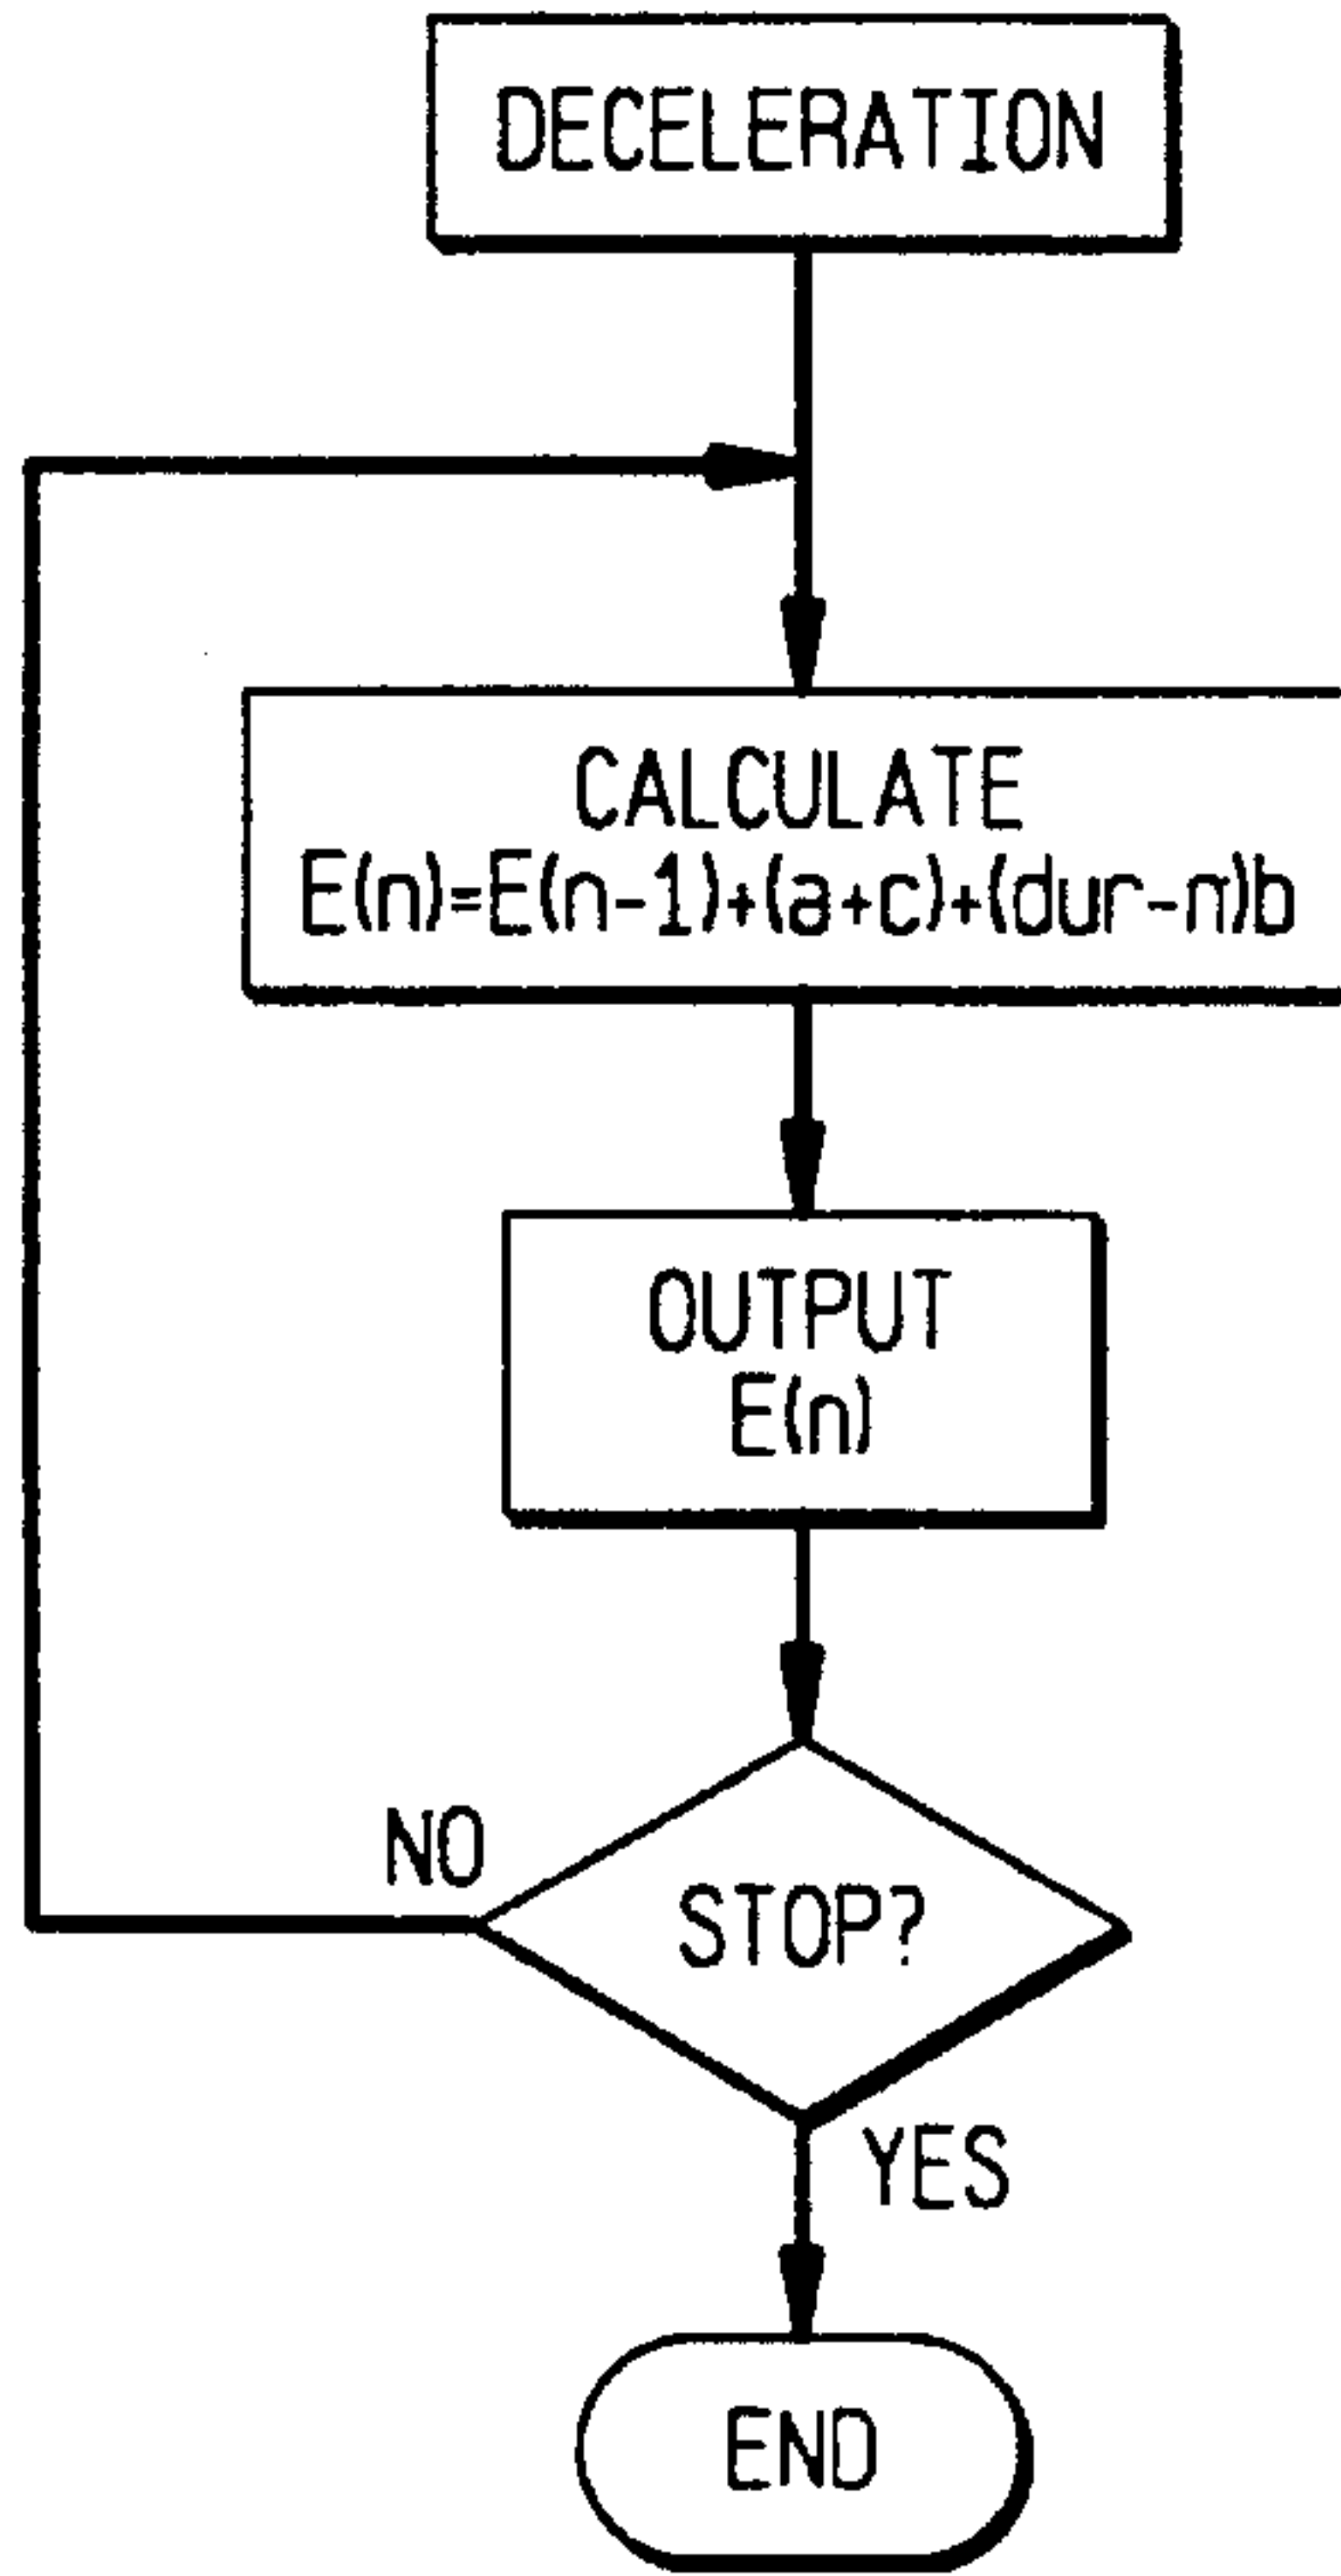 DECELERATION
CALCULATE
E(n)=E(n-1)+(a+c)+(dur-n)b
OUTPUT
E(n)
NO
STOP?
YES
END